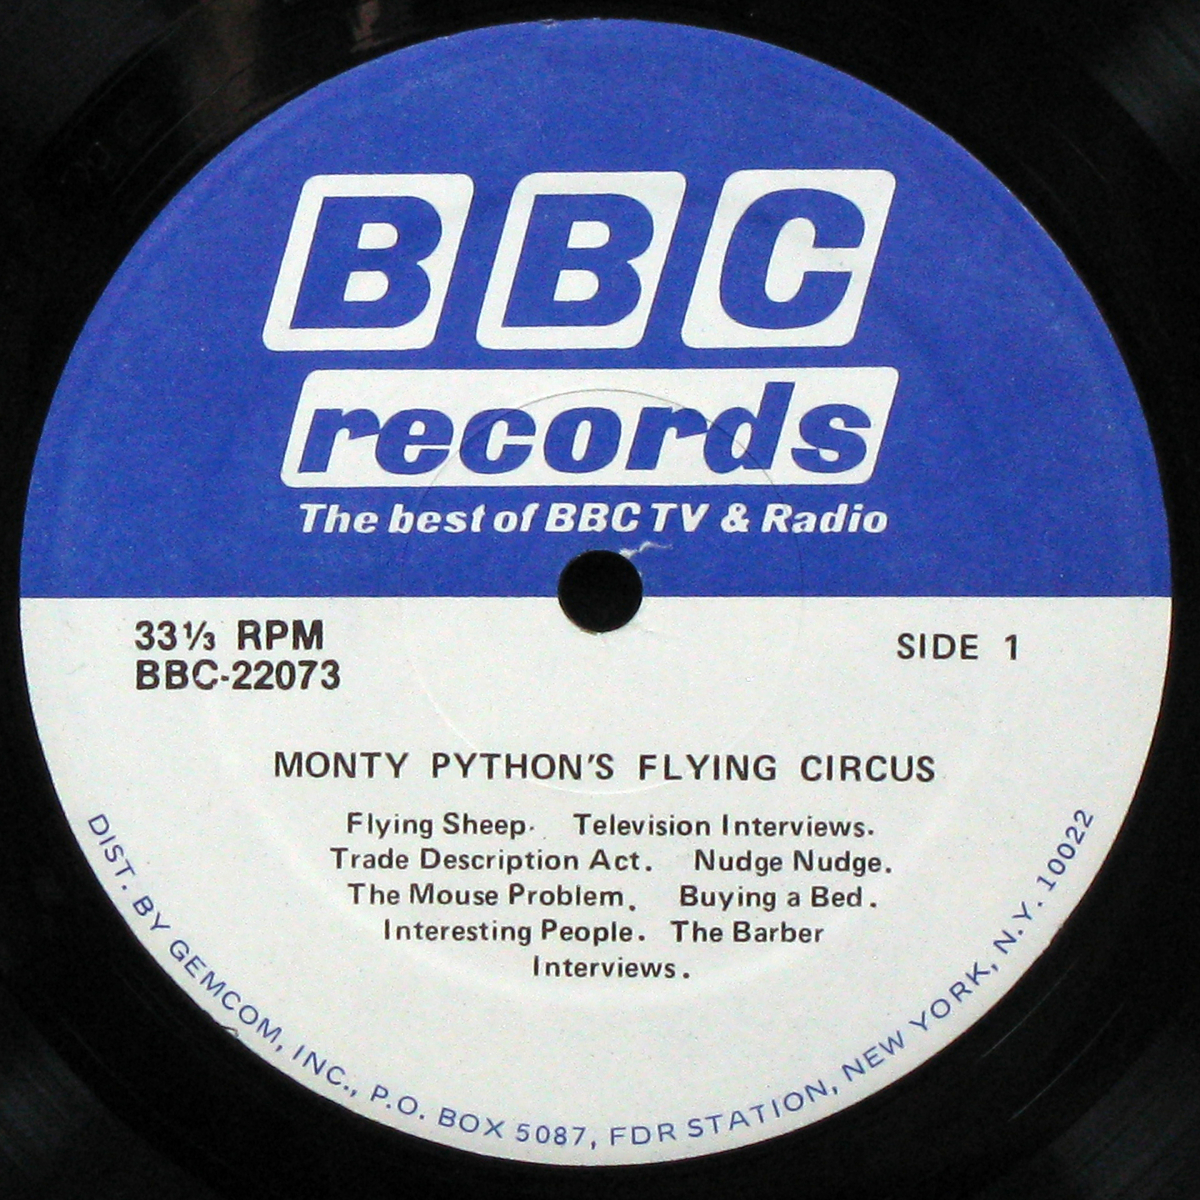 BBC
records
The best of BBC TV & Radio
33⅓ RPM
BBC-22073
SIDE 1
MONTY PYTHON'S FLYING CIRCUS
Flying Sheep. Television Interviews.
Trade Description Act. Nudge Nudge.
The Mouse Problem. Buying a Bed.
Interesting People. The Barber
Interviews.
DIST. BY GEMCOM, INC., P.O. BOX 5087, FDR STATION, NEW YORK, N.Y. 10022